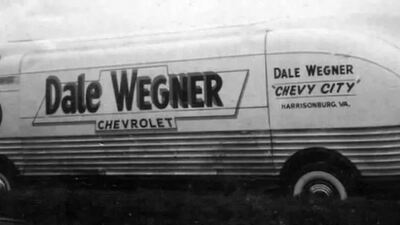 Dale WEGNER
CHEVROLET
DALE WEGNER
"CHEVY CITY"
HARRISONBURG, VA.